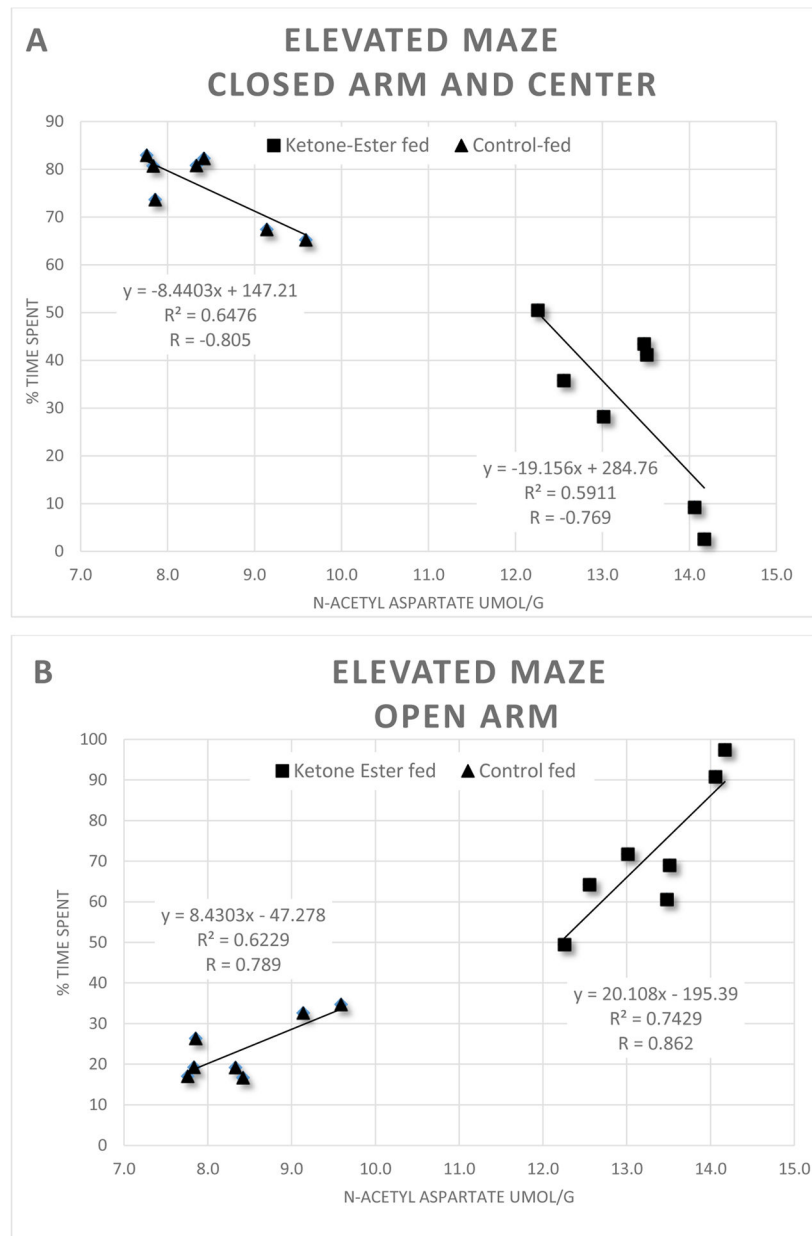 A
ELEVATED MAZE
CLOSED ARM AND CENTER
90
80
70
60
50
40
30
20
10
0
% TIME SPENT
Ketone-Ester fed Control-fed
y = -8.4403x + 147.21
R² = 0.6476
R = -0.805
y = -19.156x + 284.76
R² = 0.5911
R = -0.769
7.0 8.0 9.0 10.0 11.0 12.0 13.0 14.0 15.0
N-ACETYL ASPARTATE UMOL/G
B
ELEVATED MAZE
OPEN ARM
100
90
80
70
60
50
40
30
20
10
0
% TIME SPENT
Ketone Ester fed Control fed
y = 8.4303x - 47.278
R² = 0.6229
R = 0.789
y = 20.108x - 195.39
R² = 0.7429
R = 0.862
7.0 8.0 9.0 10.0 11.0 12.0 13.0 14.0 15.0
N-ACETYL ASPARTATE UMOL/G